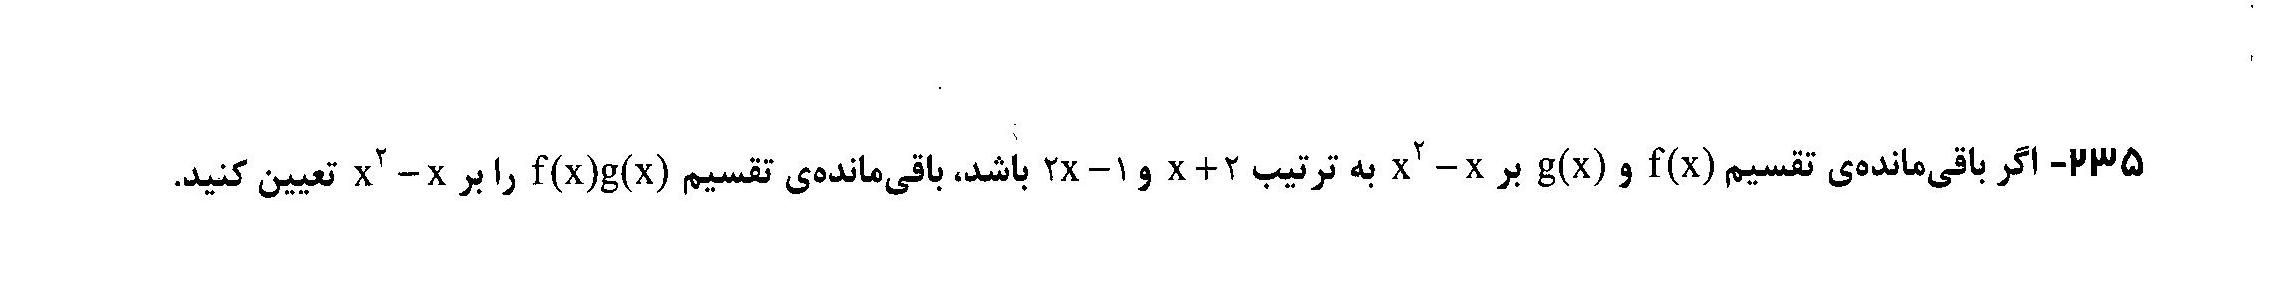 ۲۳۵- اگر باقی‌مانده‌ی تقسیم f(x) و g(x) بر x^۲ − x به ترتیب x + ۲ و ۲x − ۱ باشد، باقی‌مانده‌ی تقسیم f(x)g(x) را بر x^۲ − x تعیین کنید.